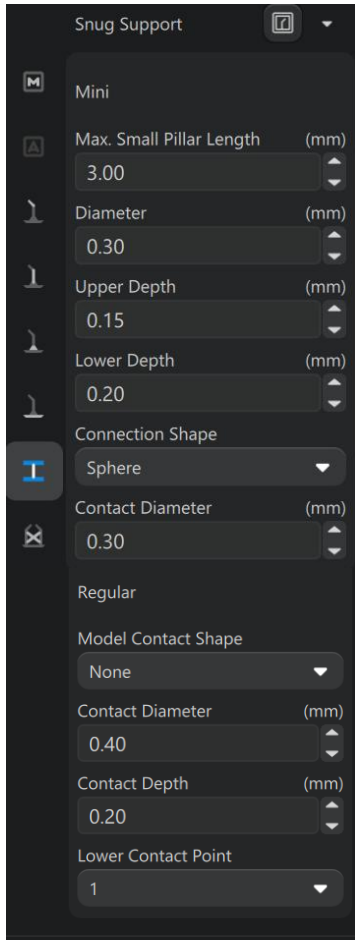 Snug Support
M
A
Mini
Max. Small Pillar Length (mm)
3.00
Diameter (mm)
0.30
Upper Depth (mm)
0.15
Lower Depth (mm)
0.20
Connection Shape
Sphere
Contact Diameter (mm)
0.30
Regular
Model Contact Shape
None
Contact Diameter (mm)
0.40
Contact Depth (mm)
0.20
Lower Contact Point
1